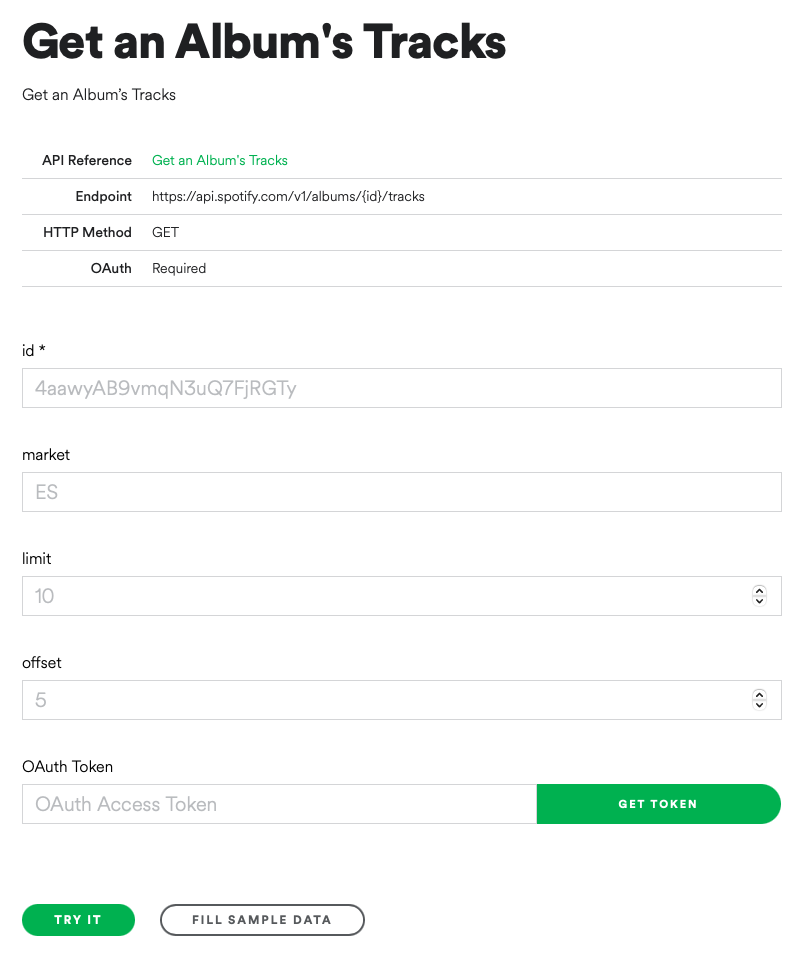 Get an Album's Tracks
Get an Album’s Tracks
API Reference Get an Album’s Tracks
Endpoint https://api.spotify.com/v1/albums/{id}/tracks
HTTP Method GET
OAuth Required
id *
4aawyAB9vmqN3uQ7FjRGTy
market
ES
limit
10
offset
5
OAuth Token
OAuth Access Token GET TOKEN
TRY IT FILL SAMPLE DATA